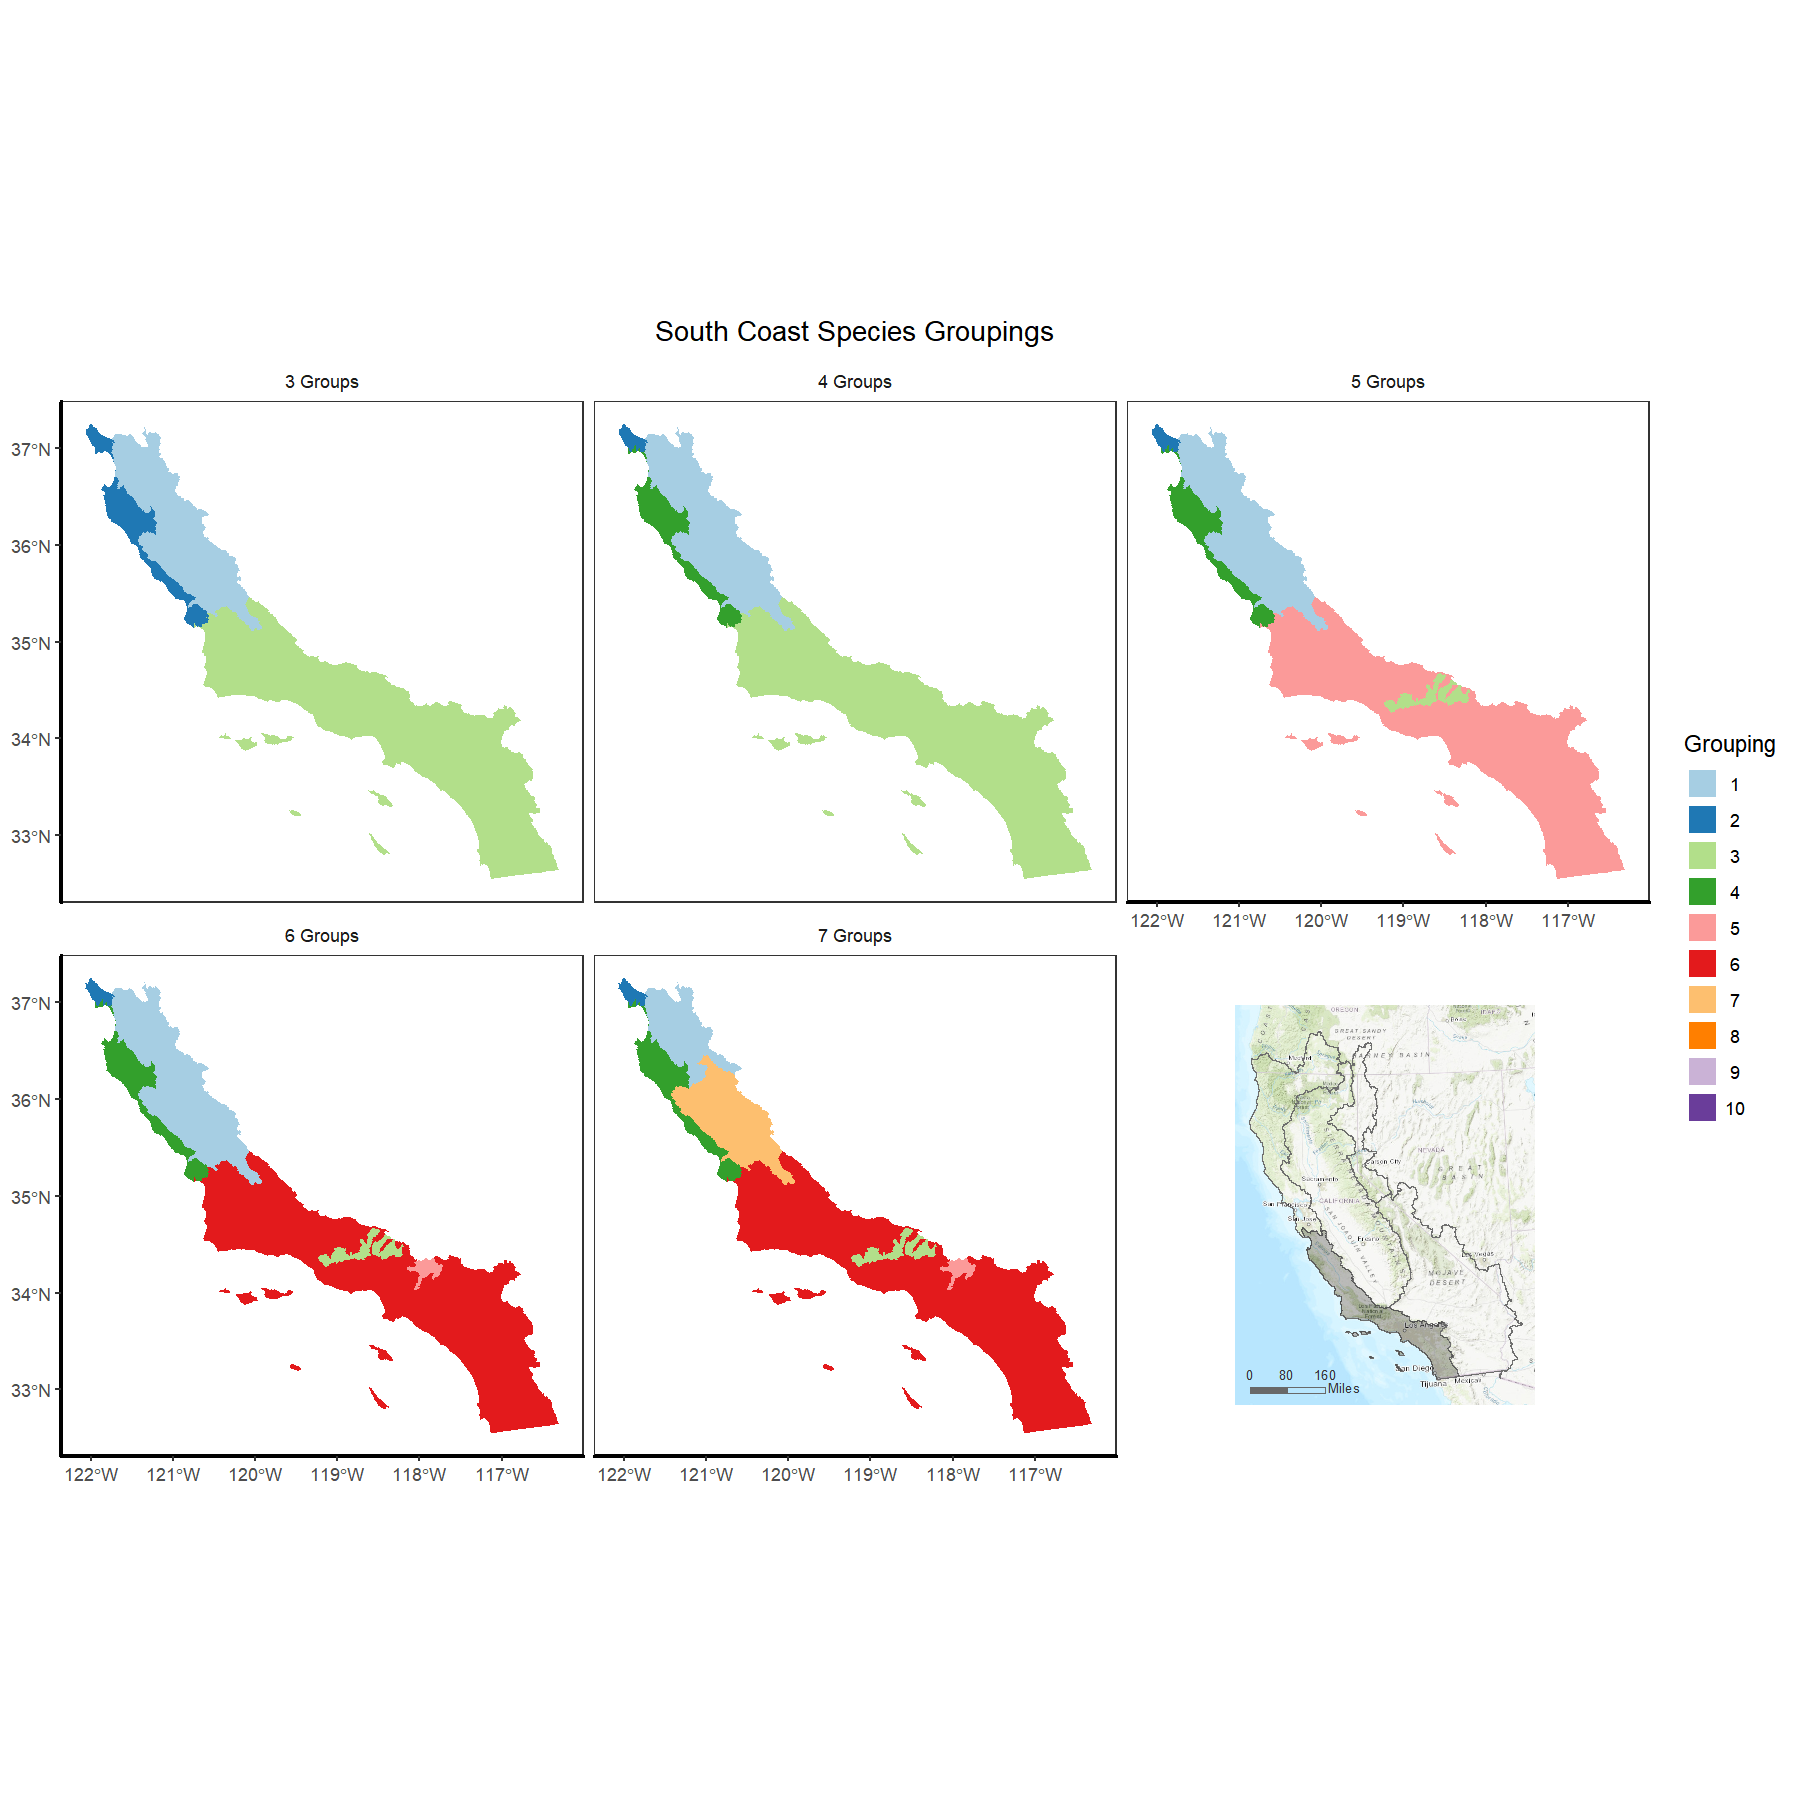 South Coast Species Groupings
3 Groups
4 Groups
5 Groups
37°N
36°N
35°N
34°N
33°N
122°W 121°W 120°W 119°W 118°W 117°W
6 Groups
7 Groups
37°N
36°N
35°N
34°N
33°N
122°W 121°W 120°W 119°W 118°W 117°W
122°W 121°W 120°W 119°W 118°W 117°W
Grouping
1
2
3
4
5
6
7
8
9
10
OREGON
GREAT SANDY
DESERT
BASIN
NEVADA
GREAT
BASIN
Carson City
Sacramento
CALIFORNIA
San Francisco
San Jose
SAN JOAQUIN VALLEY
Fresno
Las Vegas
MOJAVE
DESERT
Los Angeles
San Diego
Tijuana
Mexicali
0 80 160
Miles